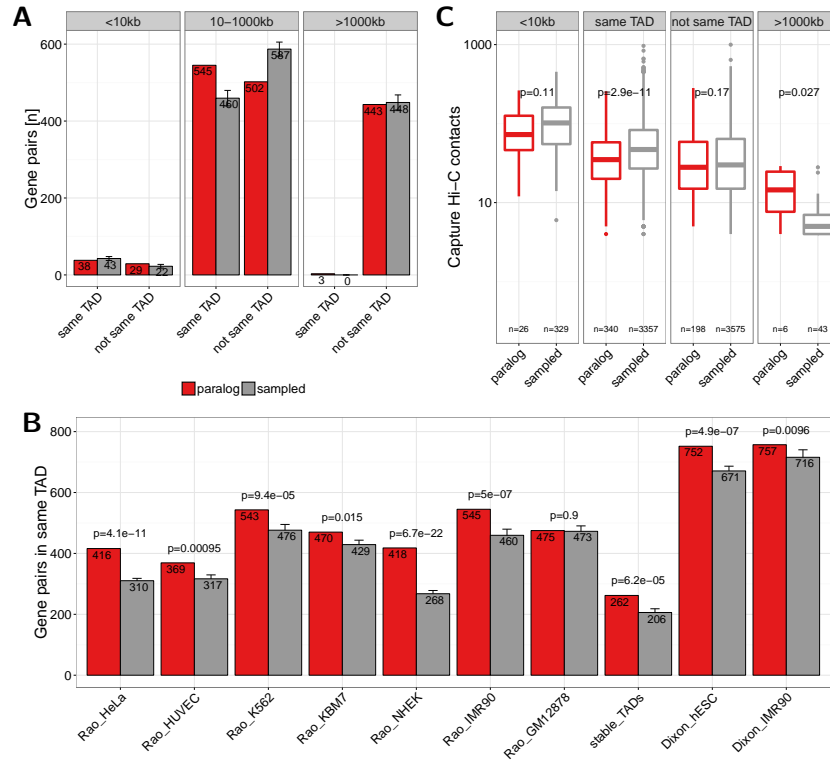 A
<10kb
10−1000kb
>1000kb
Gene pairs [n]
600
400
200
0
38
43
29
22
545
460
502
587
3
0
443
448
same TAD
not same TAD
same TAD
not same TAD
same TAD
not same TAD
paralog
sampled
C
<10kb
same TAD
not same TAD
>1000kb
Capture Hi−C contacts
1000
10
p=0.11
p=2.9e−11
p=0.17
p=0.027
n=26
n=329
n=340
n=3357
n=198
n=3575
n=6
n=43
paralog
sampled
paralog
sampled
paralog
sampled
paralog
sampled
B
Gene pairs in same TAD
800
600
400
200
0
p=4.1e−11
p=0.00095
p=9.4e−05
p=0.015
p=6.7e−22
p=5e−07
p=0.9
p=6.2e−05
p=4.9e−07
p=0.0096
416
310
369
317
543
476
470
429
418
268
545
460
475
473
262
206
752
671
757
716
Rao_HeLa
Rao_HUVEC
Rao_K562
Rao_KBM7
Rao_NHEK
Rao_IMR90
Rao_GM12878
stable_TADs
Dixon_hESC
Dixon_IMR90